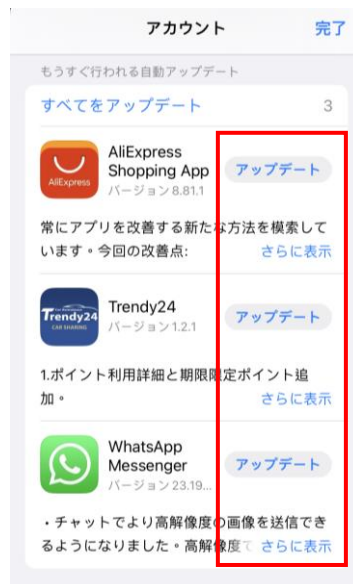 アカウント 完了
もうすぐ行われる自動アップデート
すべてをアップデート 3
AliExpress
AliExpress
Shopping App
バージョン 8.81.1
アップデート
常にアプリを改善する新たな方法を模索して
います。今回の改善点: さらに表示
Trendy24
CAR SHARING
Trendy24
バージョン 1.2.1
アップデート
1.ポイント利用詳細と期限限定ポイント追
加。 さらに表示
WhatsApp
Messenger
バージョン 23.19...
アップデート
・チャットでより高解像度の画像を送信でき
るようになりました。高解像度で さらに表示